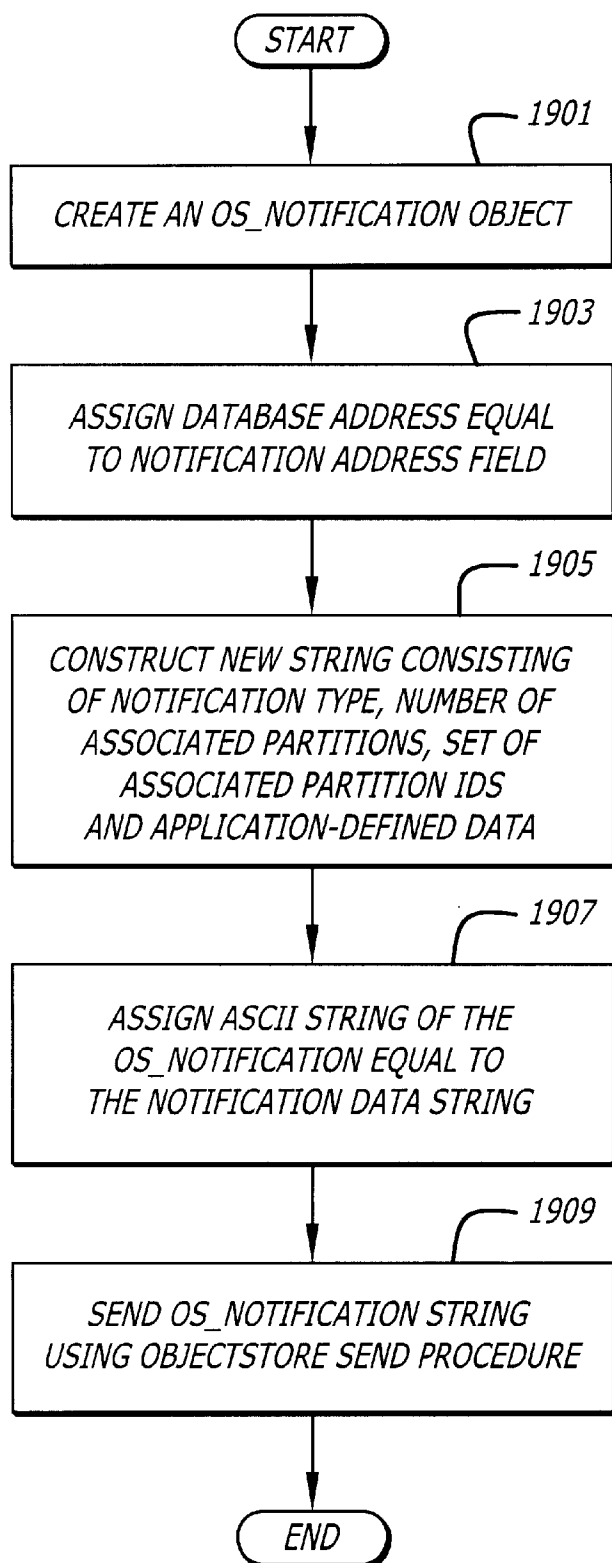 START
1901
CREATE AN OS_NOTIFICATION OBJECT
1903
ASSIGN DATABASE ADDRESS EQUAL
TO NOTIFICATION ADDRESS FIELD
1905
CONSTRUCT NEW STRING CONSISTING
OF NOTIFICATION TYPE, NUMBER OF
ASSOCIATED PARTITIONS, SET OF
ASSOCIATED PARTITION IDS
AND APPLICATION-DEFINED DATA
1907
ASSIGN ASCII STRING OF THE
OS_NOTIFICATION EQUAL TO
THE NOTIFICATION DATA STRING
1909
SEND OS_NOTIFICATION STRING
USING OBJECTSTORE SEND PROCEDURE
END